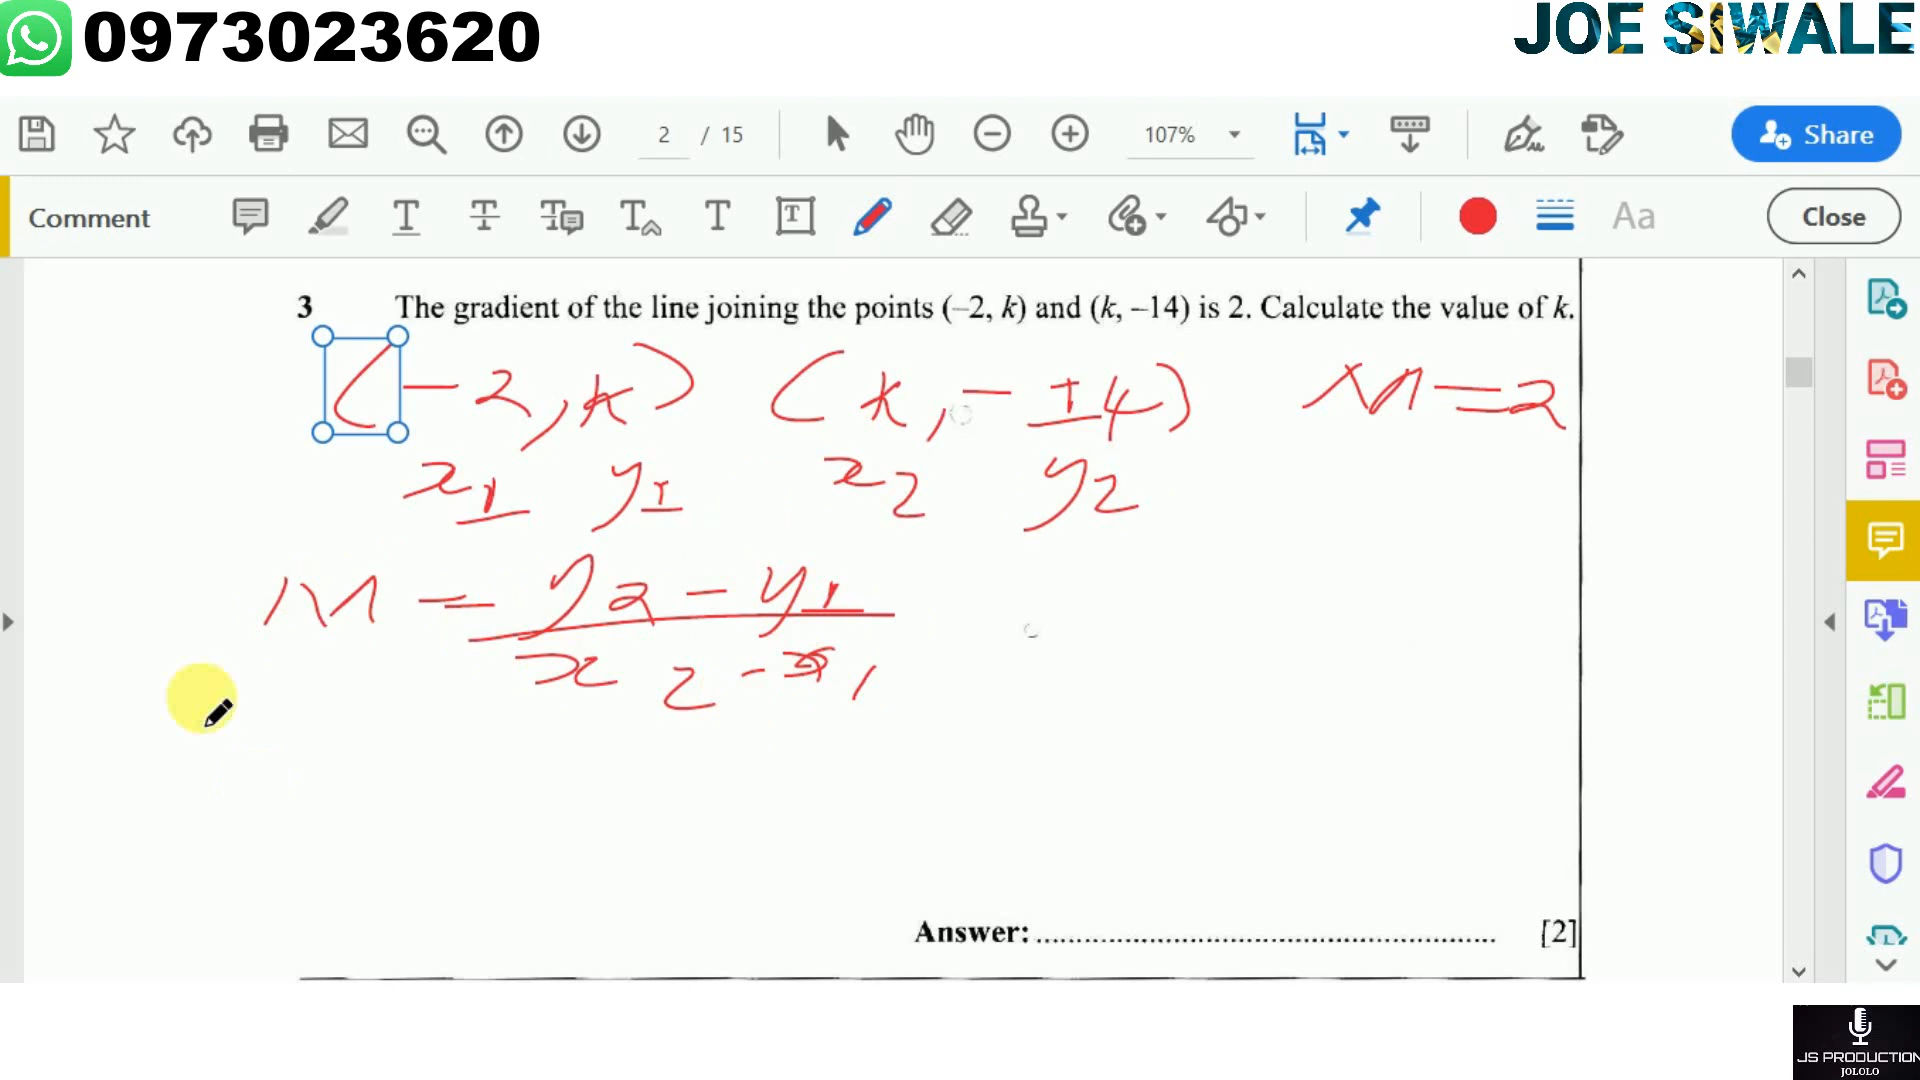 0973023620
JOE SIWALE
2 / 15
107%
Share
Comment
Aa
Close
3 The gradient of the line joining the points (–2, k) and (k, –14) is 2. Calculate the value of k.
(-2, k) (k, -14) M=2
x1 y1 x2 y2
M = y2 - y1
x2 - x1
Answer: ........................................................... [2]
JS PRODUCTION
JOLOLO